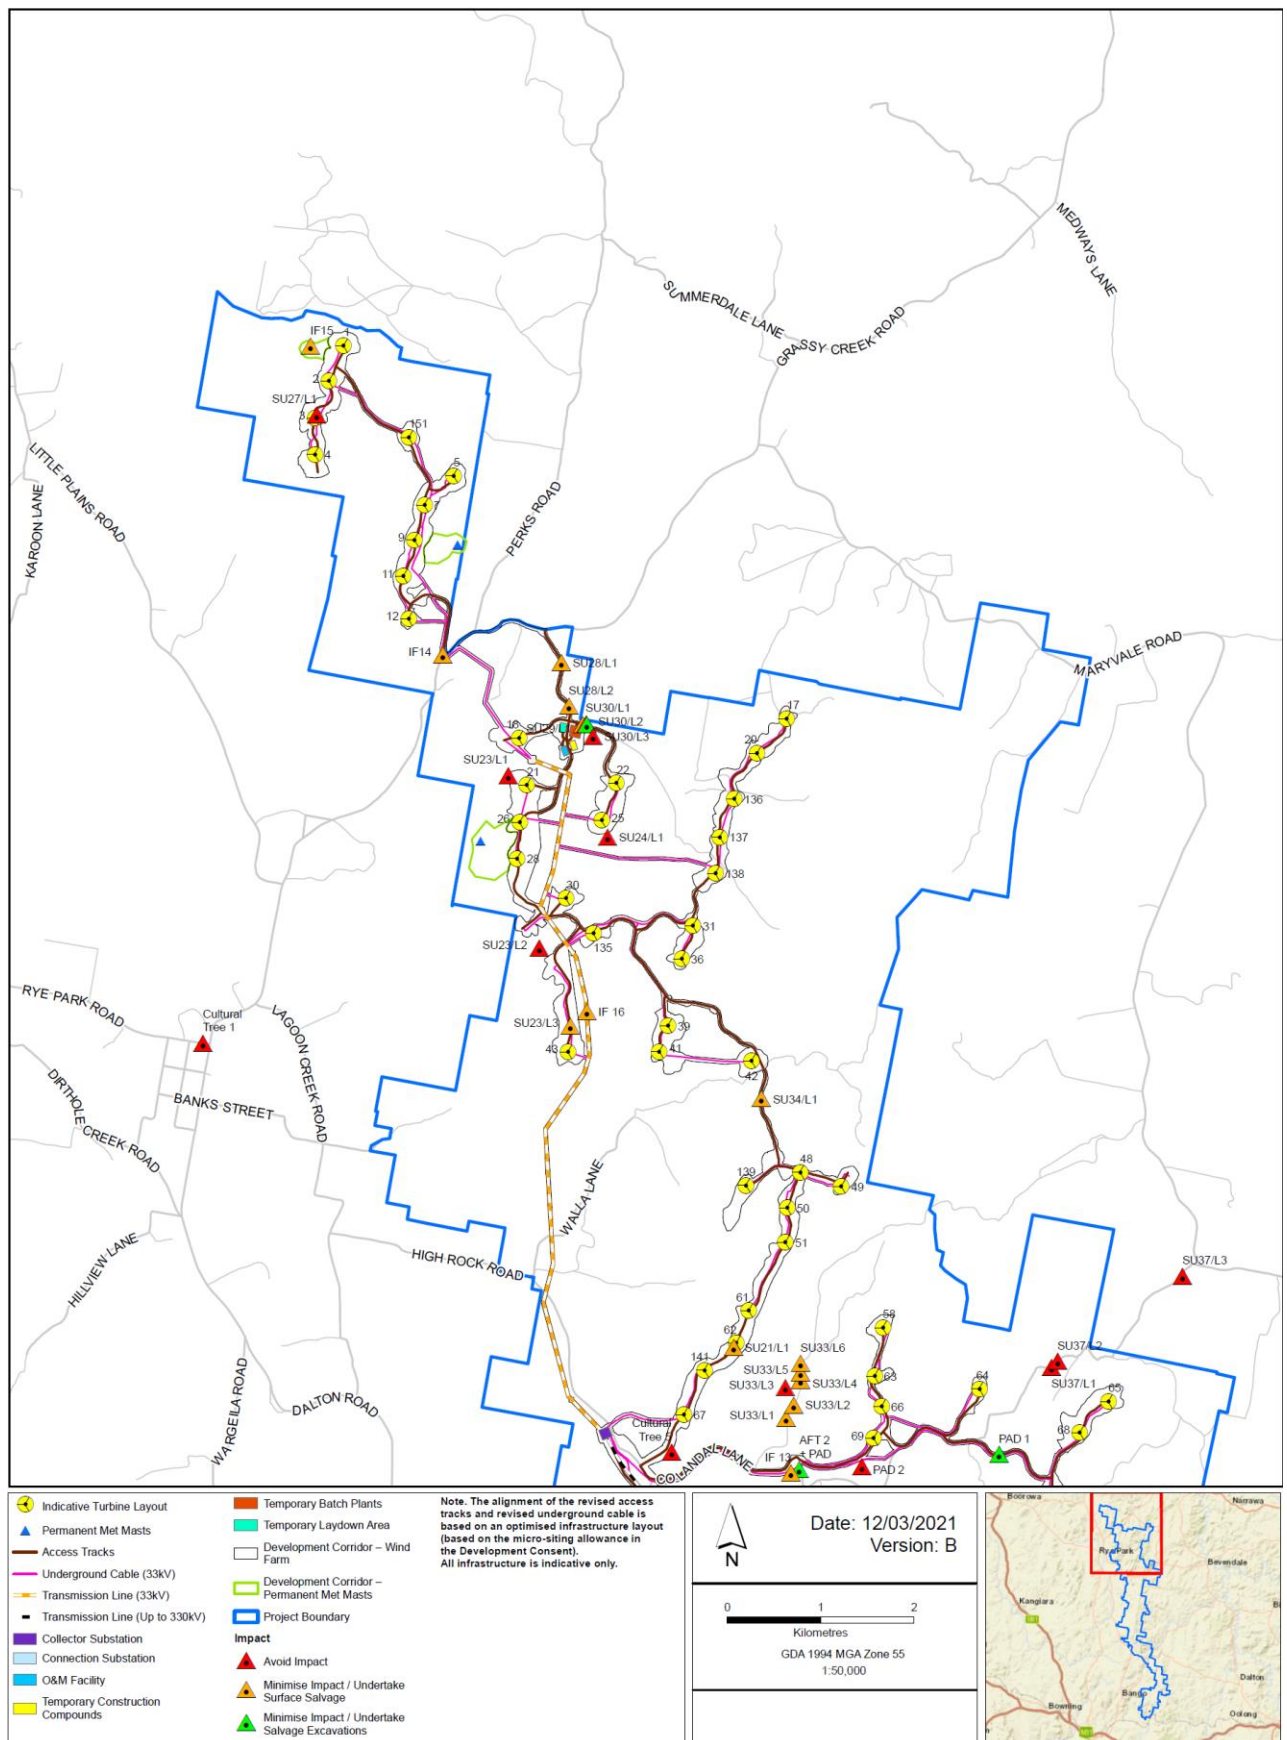 MEDWAYS LANE
SUMMERDALE LANE
GRASSY CREEK ROAD
IF15
1
2
SU27/L1
3
4
151
5
7
9
11
12
LITTLE PLAINS ROAD
KAROON LANE
PERKS ROAD
IF14
MARYVALE ROAD
SU28/L1
SU28/L2
SU30/L1
SU30/L2
SU30/L3
17
20
SU23/L1
21
22
136
26
25
137
SU24/L1
28
138
30
31
SU23/L2
135
36
RYE PARK ROAD
Cultural
Tree 1
LAGOON CREEK ROAD
IF 16
SU23/L3
39
43
41
42
DIRTHOLE CREEK ROAD
BANKS STREET
SU34/L1
WALLA LANE
48
139
49
50
51
HILLVIEW LANE
HIGH ROCK ROAD
SU37/L3
61
58
62
SU21/L1
SU33/L6
141
SU33/L5
63
SU37/L2
SU33/L3
SU33/L4
64
SU37/L1
WARGEILA ROAD
DALTON ROAD
67
SU33/L1
SU33/L2
66
65
Cultural
Tree
68
69
COLANDAL LANE
AFT 2
+ PAD
IF 13
PAD 2
PAD 1
Indicative Turbine Layout
Permanent Met Masts
Access Tracks
Underground Cable (33kV)
Transmission Line (33kV)
Transmission Line (Up to 330kV)
Collector Substation
Connection Substation
O&M Facility
Temporary Construction
Compounds
Temporary Batch Plants
Temporary Laydown Area
Development Corridor – Wind
Farm
Development Corridor –
Permanent Met Masts
Project Boundary
Impact
Avoid Impact
Minimise Impact / Undertake
Surface Salvage
Minimise Impact / Undertake
Salvage Excavations
Note. The alignment of the revised access
tracks and revised underground cable is
based on an optimised infrastructure layout
(based on the micro-siting allowance in
the Development Consent).
All infrastructure is indicative only.
N
Date: 12/03/2021
Version: B
0 1 2
Kilometres
GDA 1994 MGA Zone 55
1:50,000
Boorowa
Narrawa
Rye Park
Bevendale
Kangiara
Dalton
Bango
Bowning
Oolong